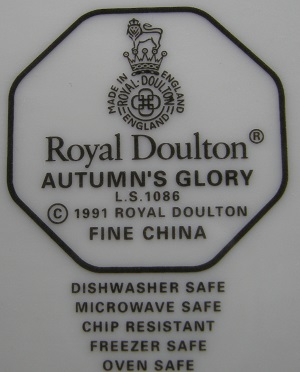 MADE IN ENGLAND
ROYAL·DOULTON
ENGLAND
Royal Doulton®
AUTUMN'S GLORY
L.S.1086
© 1991 ROYAL DOULTON
FINE CHINA
DISHWASHER SAFE
MICROWAVE SAFE
CHIP RESISTANT
FREEZER SAFE
OVEN SAFE